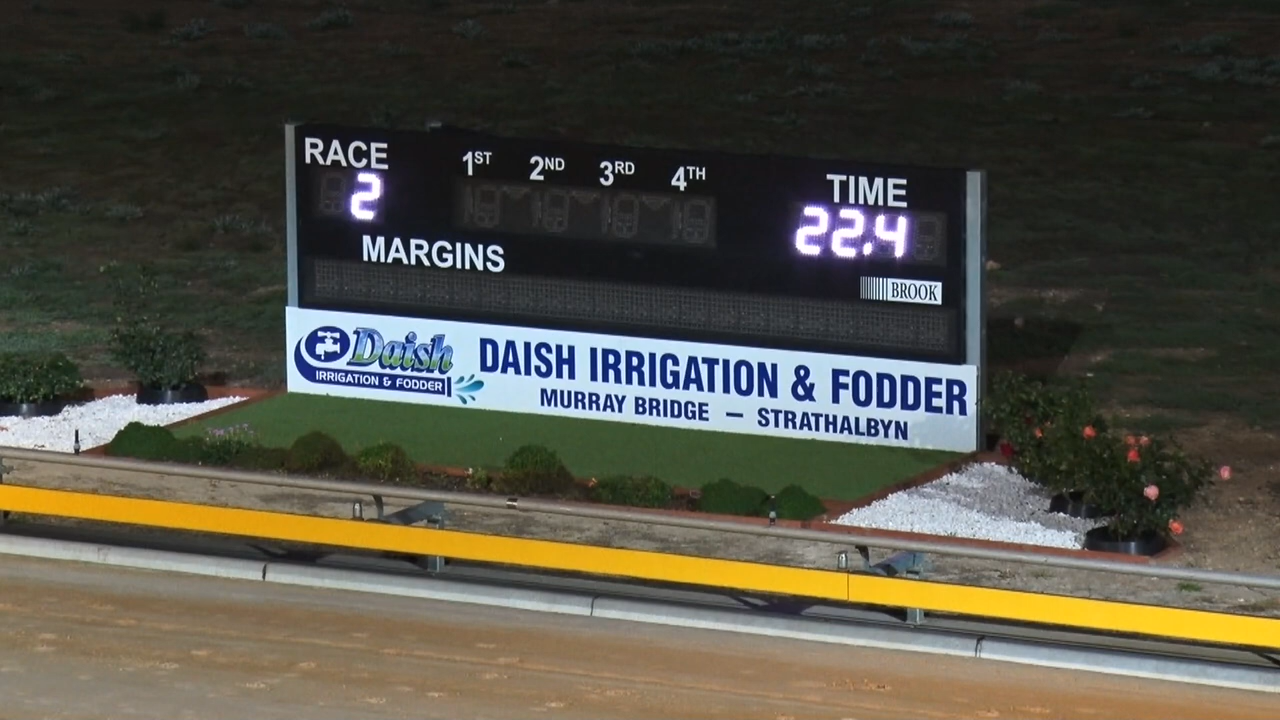 RACE 1ST 2ND 3RD 4TH TIME
2 22.4
MARGINS
BROOK
Daish
IRRIGATION & FODDER
DAISH IRRIGATION & FODDER
MURRAY BRIDGE – STRATHALBYN